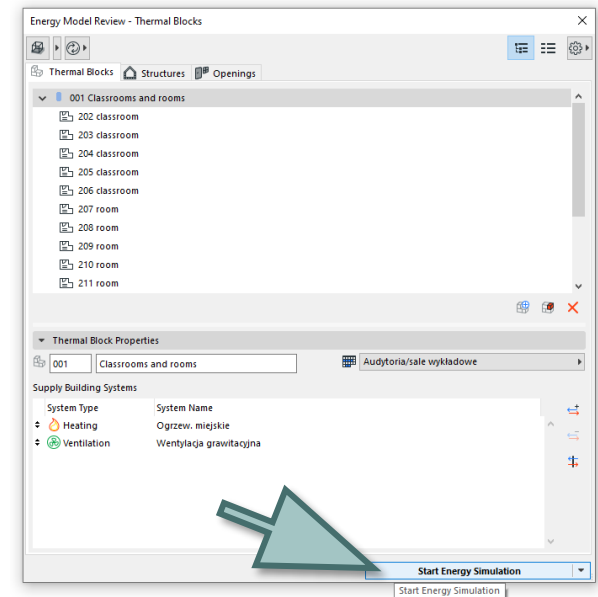 Energy Model Review - Thermal Blocks
Thermal Blocks Structures Openings
001 Classrooms and rooms
202 classroom
203 classroom
204 classroom
205 classroom
206 classroom
207 room
208 room
209 room
210 room
211 room
Thermal Block Properties
001 Classrooms and rooms Audytoria/sale wykładowe
Supply Building Systems
System Type System Name
Heating Ogrzew. miejskie
Ventilation Wentylacja grawitacyjna
Start Energy Simulation
Start Energy Simulation